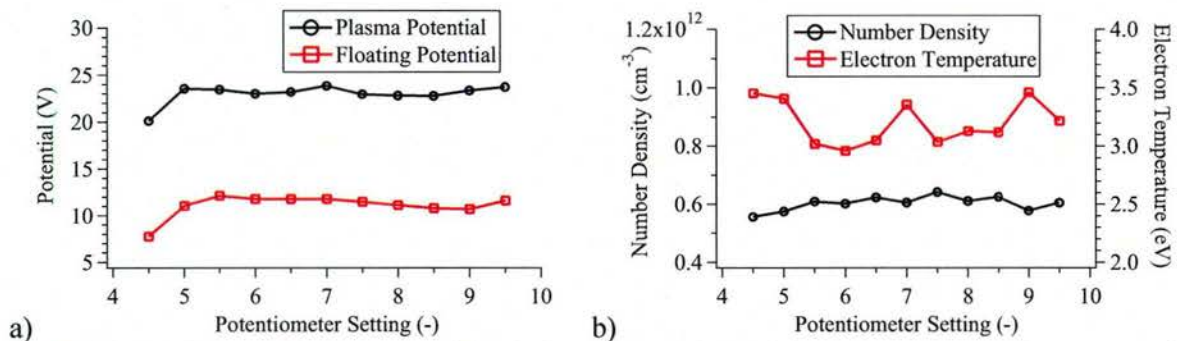 30
25
20
15
10
5
Potential (V)
Plasma Potential
Floating Potential
4 5 6 7 8 9 10
Potentiometer Setting (-)
a)
1.2x10¹²
1.0
0.8
0.6
0.4
Number Density (cm⁻³)
Number Density
Electron Temperature
4.0
3.5
3.0
2.5
2.0
Electron Temperature (eV)
4 5 6 7 8 9 10
Potentiometer Setting (-)
b)